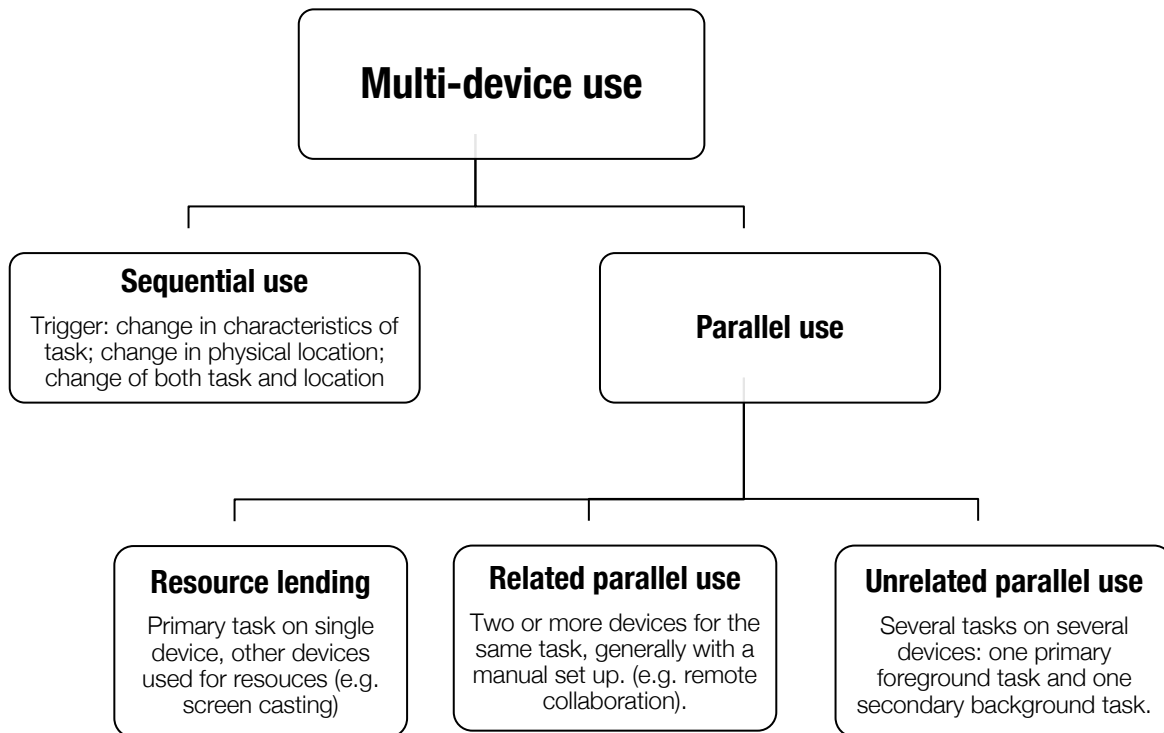 Multi-device use
Sequential use
Trigger: change in characteristics of
task; change in physical location;
change of both task and location
Parallel use
Resource lending
Primary task on single
device, other devices
used for resouces (e.g.
screen casting)
Related parallel use
Two or more devices for the
same task, generally with a
manual set up. (e.g. remote
collaboration).
Unrelated parallel use
Several tasks on several
devices: one primary
foreground task and one
secondary background task.